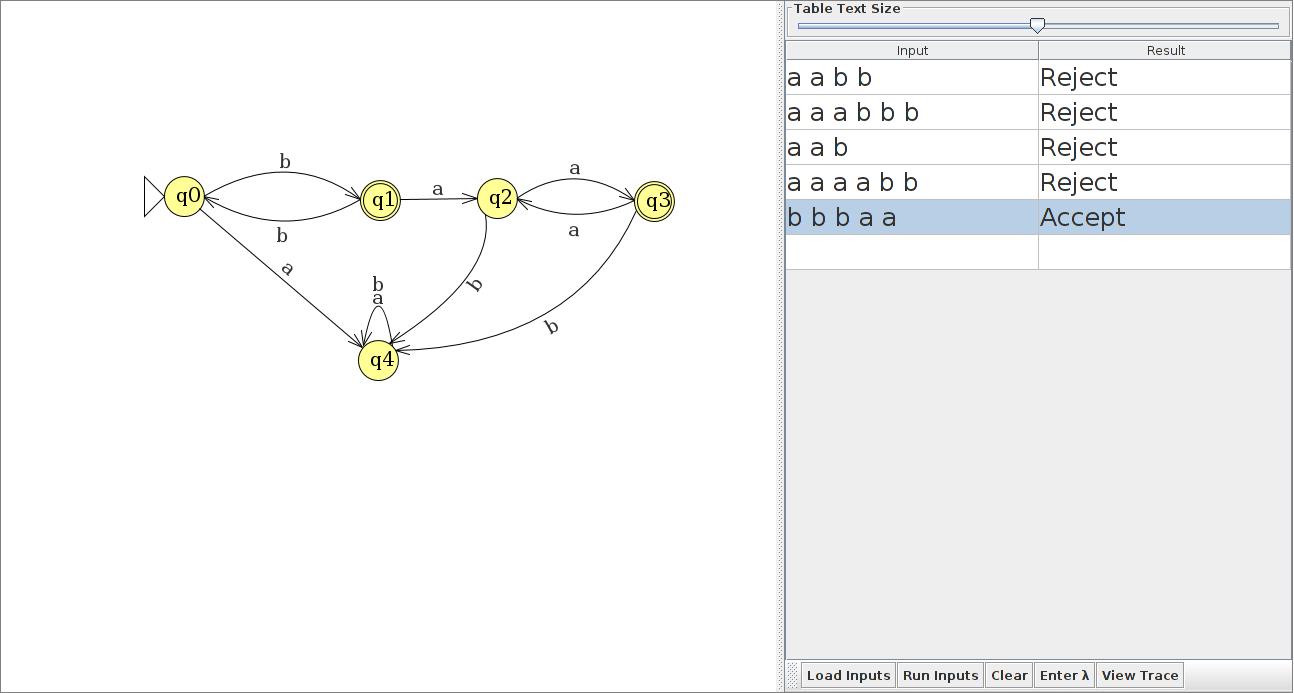 Table Text Size
Input Result
a a b b Reject
a a a b b b Reject
a a b Reject
a a a a b b Reject
b b b a a Accept
b
a
a
q0
q1
q2
q3
b
a
b
a
b
b
a
q4
b
Load Inputs Run Inputs Clear Enter λ View Trace